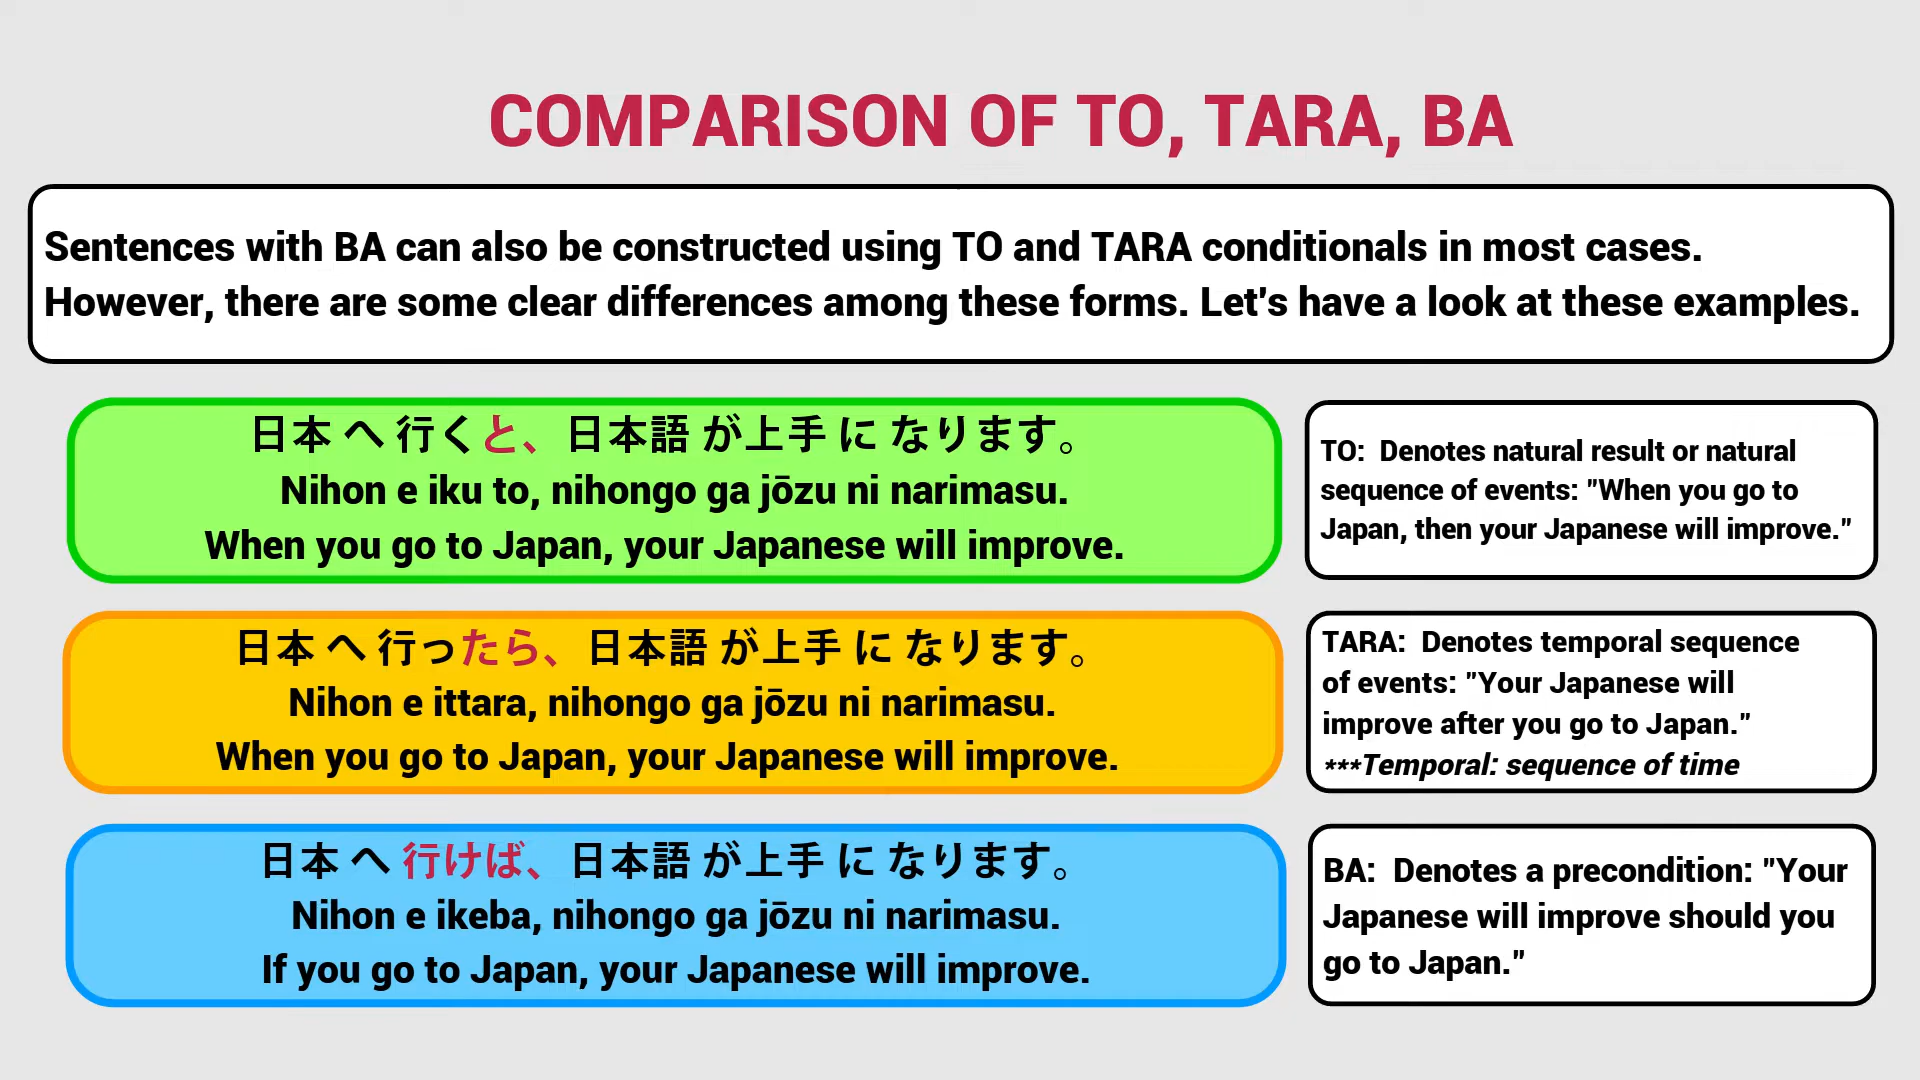 COMPARISON OF TO, TARA, BA
Sentences with BA can also be constructed using TO and TARA conditionals in most cases.
However, there are some clear differences among these forms. Let's have a look at these examples.
日本 へ 行くと、日本語 が上手 に なります。
Nihon e iku to, nihongo ga jōzu ni narimasu.
When you go to Japan, your Japanese will improve.
TO: Denotes natural result or natural
sequence of events: "When you go to
Japan, then your Japanese will improve."
日本 へ 行ったら、日本語 が上手 に なります。
Nihon e ittara, nihongo ga jōzu ni narimasu.
When you go to Japan, your Japanese will improve.
TARA: Denotes temporal sequence
of events: "Your Japanese will
improve after you go to Japan."
***Temporal: sequence of time
日本 へ 行けば、日本語 が上手 に なります。
Nihon e ikeba, nihongo ga jōzu ni narimasu.
If you go to Japan, your Japanese will improve.
BA: Denotes a precondition: "Your
Japanese will improve should you
go to Japan."